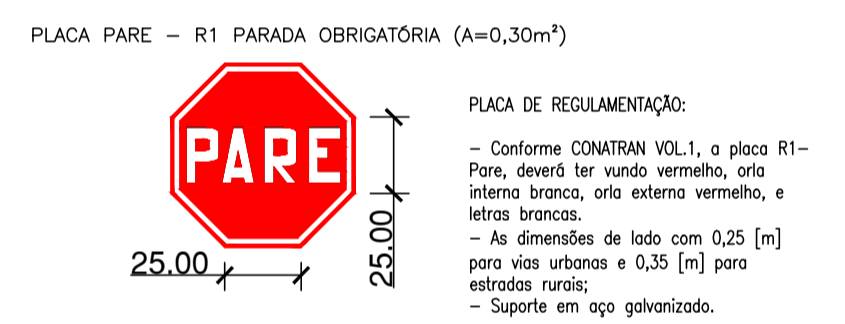 PLACA PARE – R1 PARADA OBRIGATÓRIA (A=0,30m²)
PARE
25.00
25.00
PLACA DE REGULAMENTAÇÃO:
– Conforme CONATRAN VOL.1, a placa R1–
Pare, deverá ter vundo vermelho, orla
interna branca, orla externa vermelho, e
letras brancas.
– As dimensões de lado com 0,25 [m]
para vias urbanas e 0,35 [m] para
estradas rurais;
– Suporte em aço galvanizado.